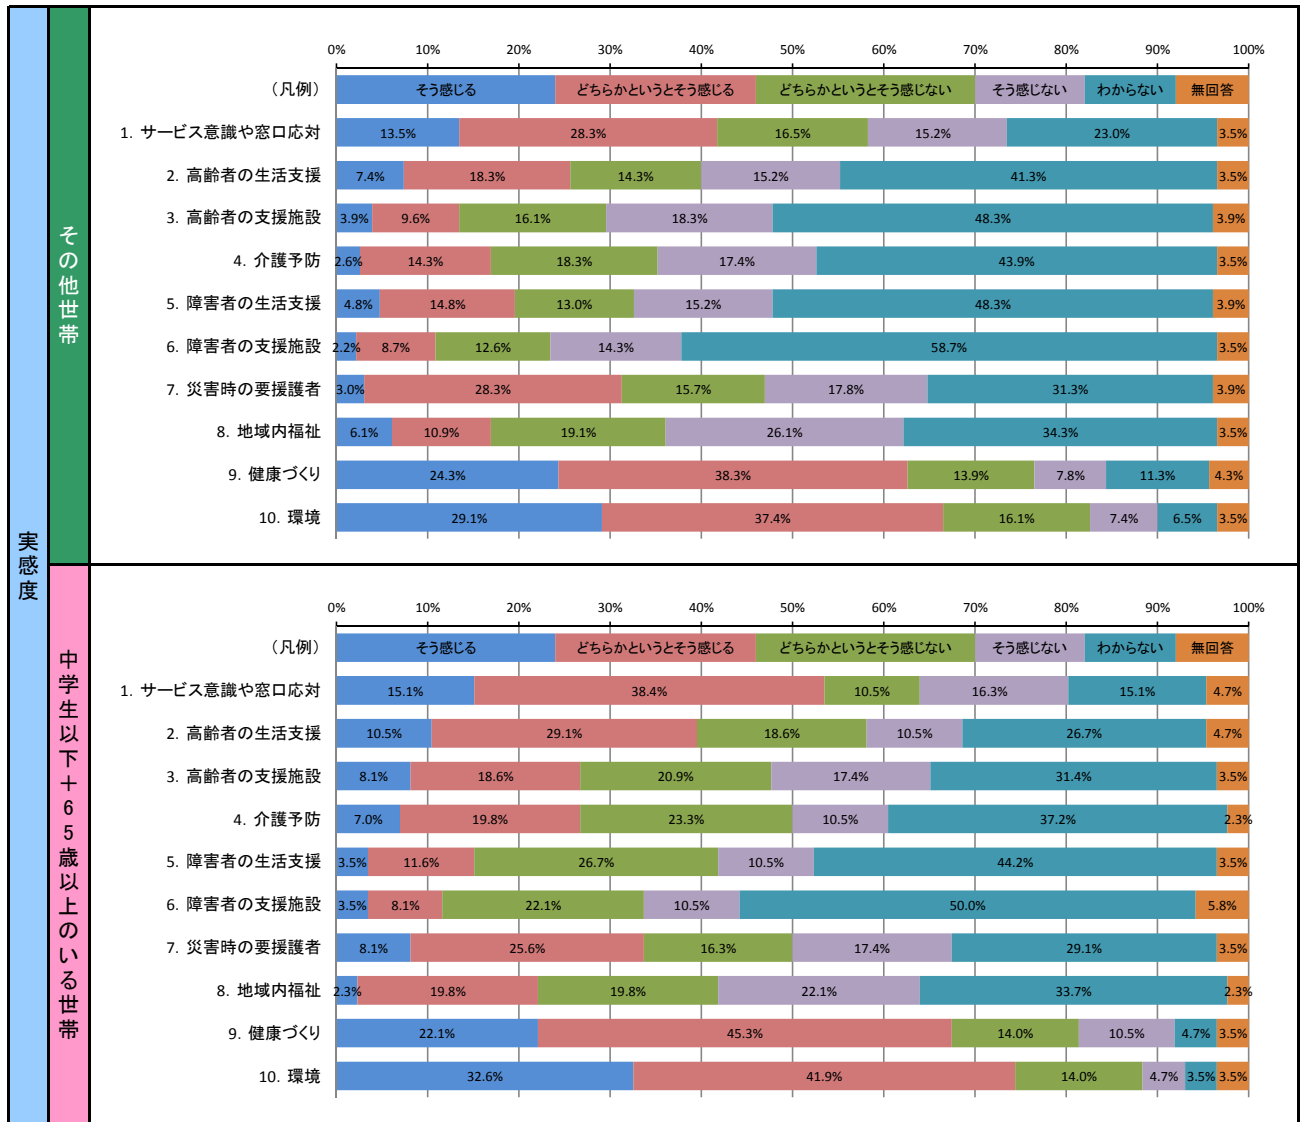 実感度
その他世帯
0% 10% 20% 30% 40% 50% 60% 70% 80% 90% 100%
（凡例） そう感じる どちらかというとそう感じる どちらかというとそう感じない そう感じない わからない 無回答
1. サービス意識や窓口応対 13.5% 28.3% 16.5% 15.2% 23.0% 3.5%
2. 高齢者の生活支援 7.4% 18.3% 14.3% 15.2% 41.3% 3.5%
3. 高齢者の支援施設 3.9% 9.6% 16.1% 18.3% 48.3% 3.9%
4. 介護予防 2.6% 14.3% 18.3% 17.4% 43.9% 3.5%
5. 障害者の生活支援 4.8% 14.8% 13.0% 15.2% 48.3% 3.9%
6. 障害者の支援施設 2.2% 8.7% 12.6% 14.3% 58.7% 3.5%
7. 災害時の要援護者 3.0% 28.3% 15.7% 17.8% 31.3% 3.9%
8. 地域内福祉 6.1% 10.9% 19.1% 26.1% 34.3% 3.5%
9. 健康づくり 24.3% 38.3% 13.9% 7.8% 11.3% 4.3%
10. 環境 29.1% 37.4% 16.1% 7.4% 6.5% 3.5%
中学生以下＋６５歳以上のいる世帯
0% 10% 20% 30% 40% 50% 60% 70% 80% 90% 100%
（凡例） そう感じる どちらかというとそう感じる どちらかというとそう感じない そう感じない わからない 無回答
1. サービス意識や窓口応対 15.1% 38.4% 10.5% 16.3% 15.1% 4.7%
2. 高齢者の生活支援 10.5% 29.1% 18.6% 10.5% 26.7% 4.7%
3. 高齢者の支援施設 8.1% 18.6% 20.9% 17.4% 31.4% 3.5%
4. 介護予防 7.0% 19.8% 23.3% 10.5% 37.2% 2.3%
5. 障害者の生活支援 3.5% 11.6% 26.7% 10.5% 44.2% 3.5%
6. 障害者の支援施設 3.5% 8.1% 22.1% 10.5% 50.0% 5.8%
7. 災害時の要援護者 8.1% 25.6% 16.3% 17.4% 29.1% 3.5%
8. 地域内福祉 2.3% 19.8% 19.8% 22.1% 33.7% 2.3%
9. 健康づくり 22.1% 45.3% 14.0% 10.5% 4.7% 3.5%
10. 環境 32.6% 41.9% 14.0% 4.7% 3.5% 3.5%